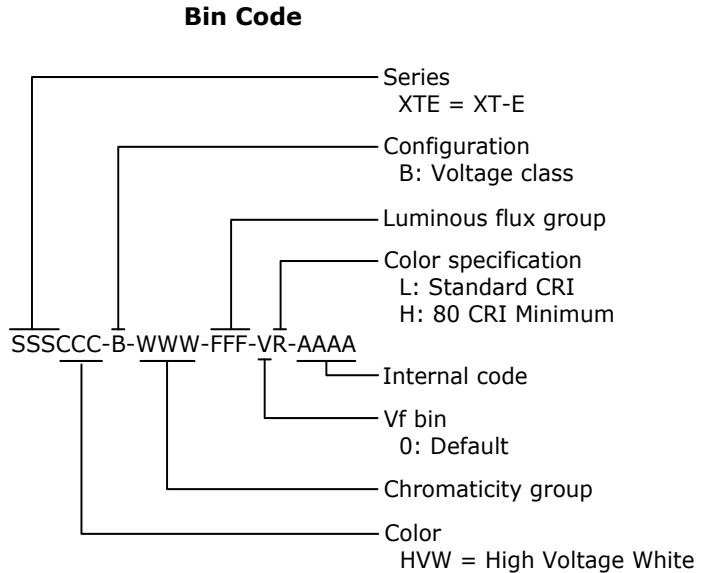 Bin Code
Series
XTE = XT-E
Configuration
B: Voltage class
Luminous flux group
Color specification
L: Standard CRI
H: 80 CRI Minimum
SSSCCC-B-WWW-FFF-VR-AAAA
Internal code
Vf bin
0: Default
Chromaticity group
Color
HVW = High Voltage White